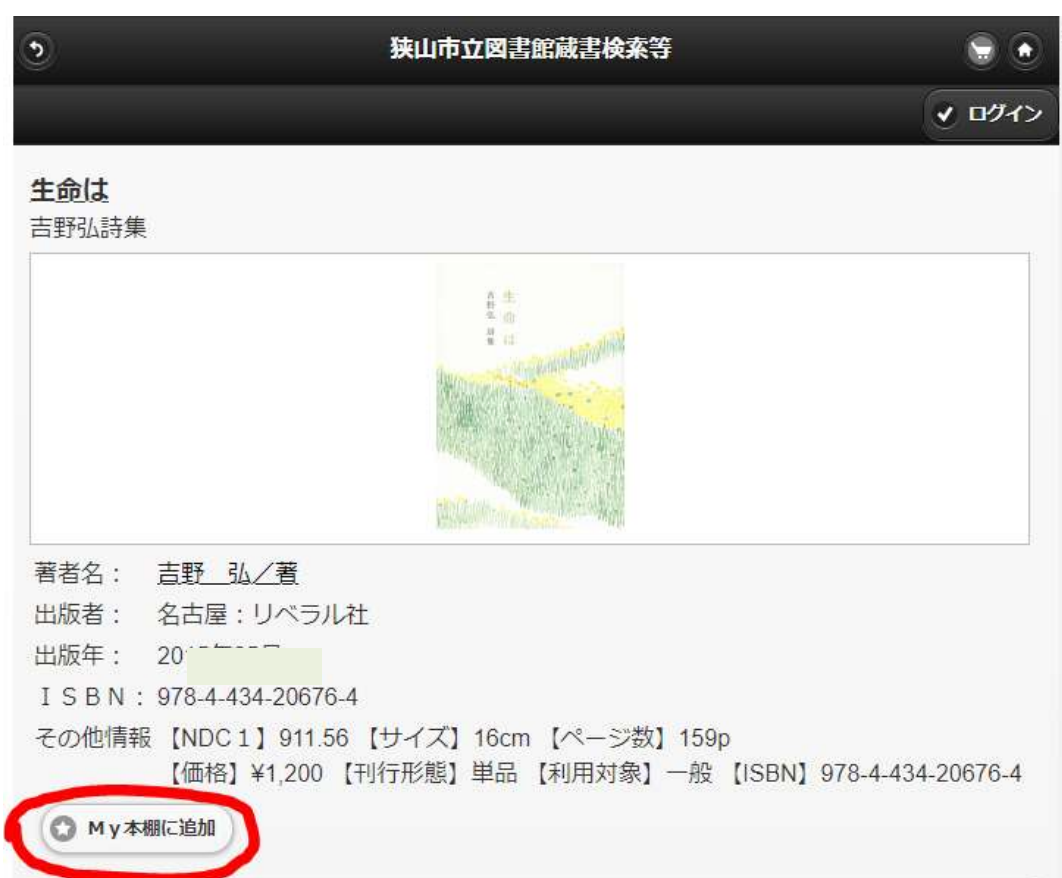 狭山市立図書館蔵書検索等
ログイン
生命は
吉野弘詩集
生命は
吉野弘 詩集
著者名： 吉野 弘／著
出版者： 名古屋：リベラル社
出版年： 20
ＩＳＢＮ：978-4-434-20676-4
その他情報 【NDC１】911.56 【サイズ】16cm 【ページ数】159p
【価格】¥1,200 【刊行形態】単品 【利用対象】一般 【ISBN】978-4-434-20676-4
Ｍｙ本棚に追加